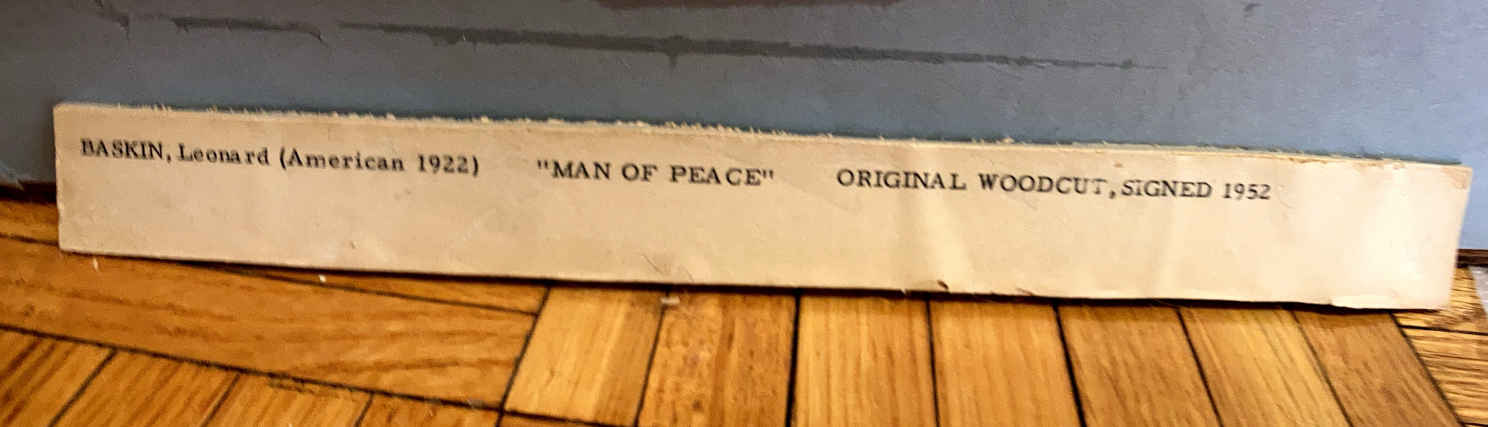 BASKIN, Leonard (American 1922) "MAN OF PEACE" ORIGINAL WOODCUT, SIGNED 1952